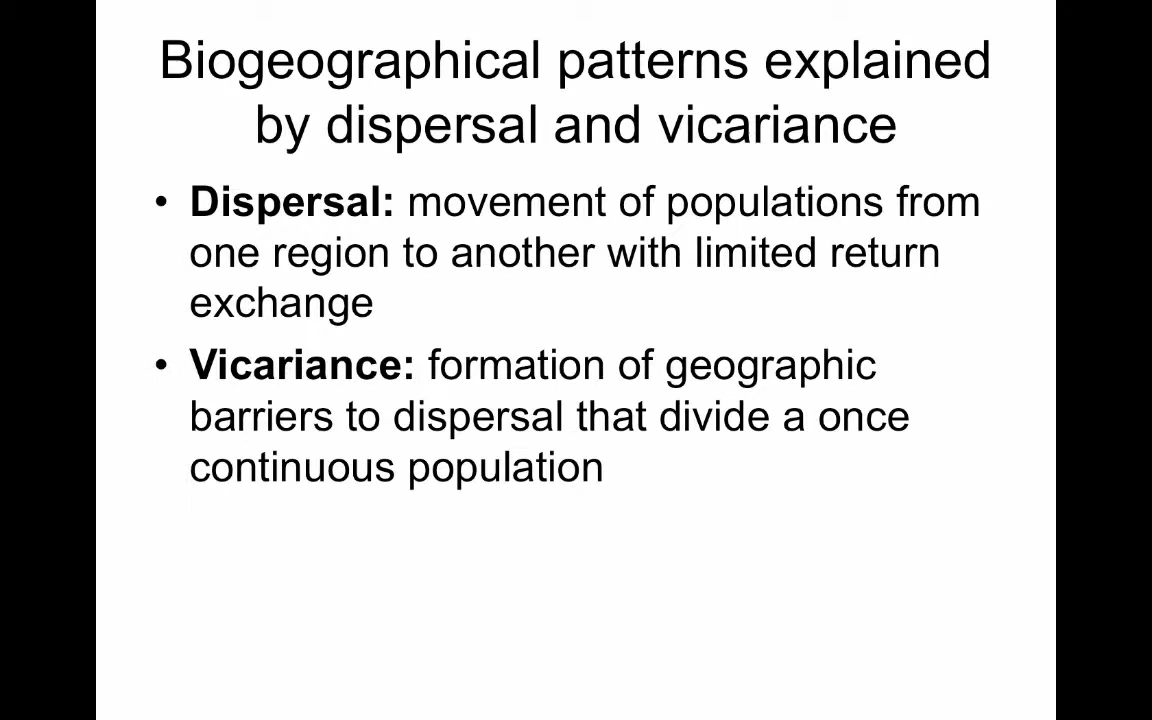 Biogeographical patterns explained
by dispersal and vicariance
• Dispersal: movement of populations from
one region to another with limited return
exchange
• Vicariance: formation of geographic
barriers to dispersal that divide a once
continuous population